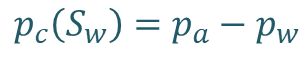 p_c(S_w) = p_a − p_w